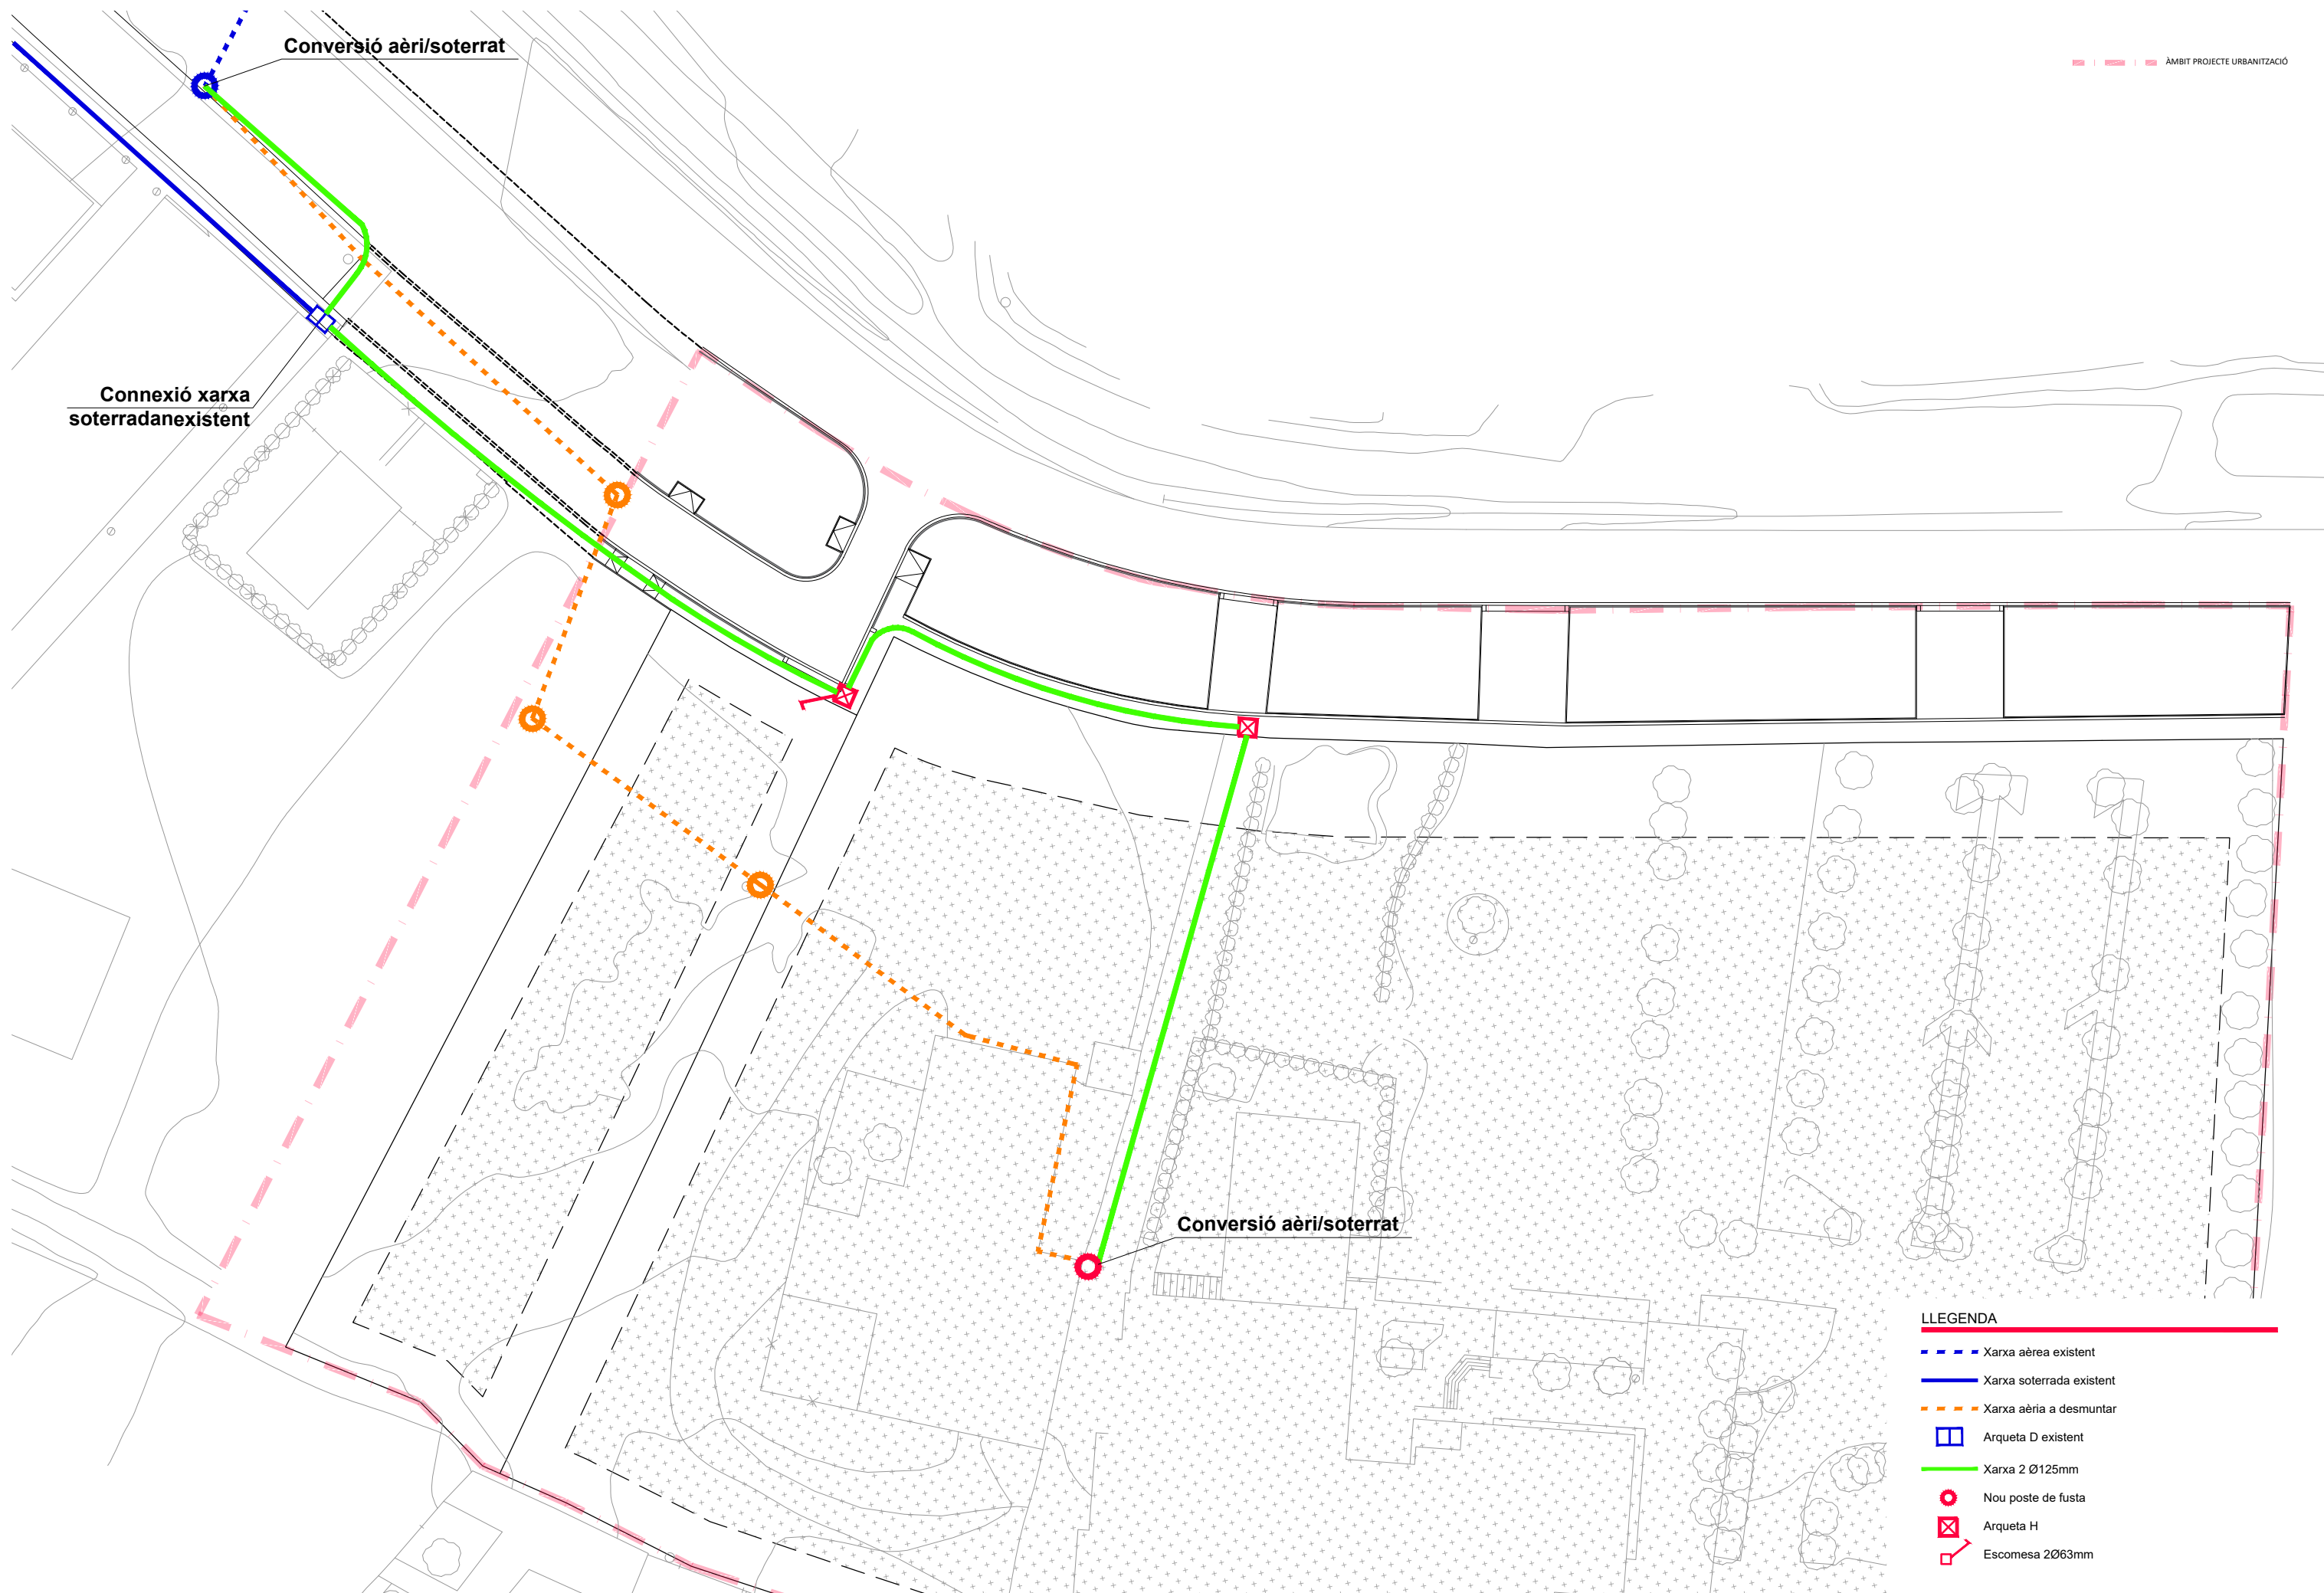 Conversió aèri/soterrat
ÀMBIT PROJECTE URBANITZACIÓ
Connexió xarxa
soterradanexistent
Conversió aèri/soterrat
LLEGENDA
Xarxa aèrea existent
Xarxa soterrada existent
Xarxa aèria a desmuntar
Arqueta D existent
Xarxa 2 Ø125mm
Nou poste de fusta
Arqueta H
Escomesa 2Ø63mm